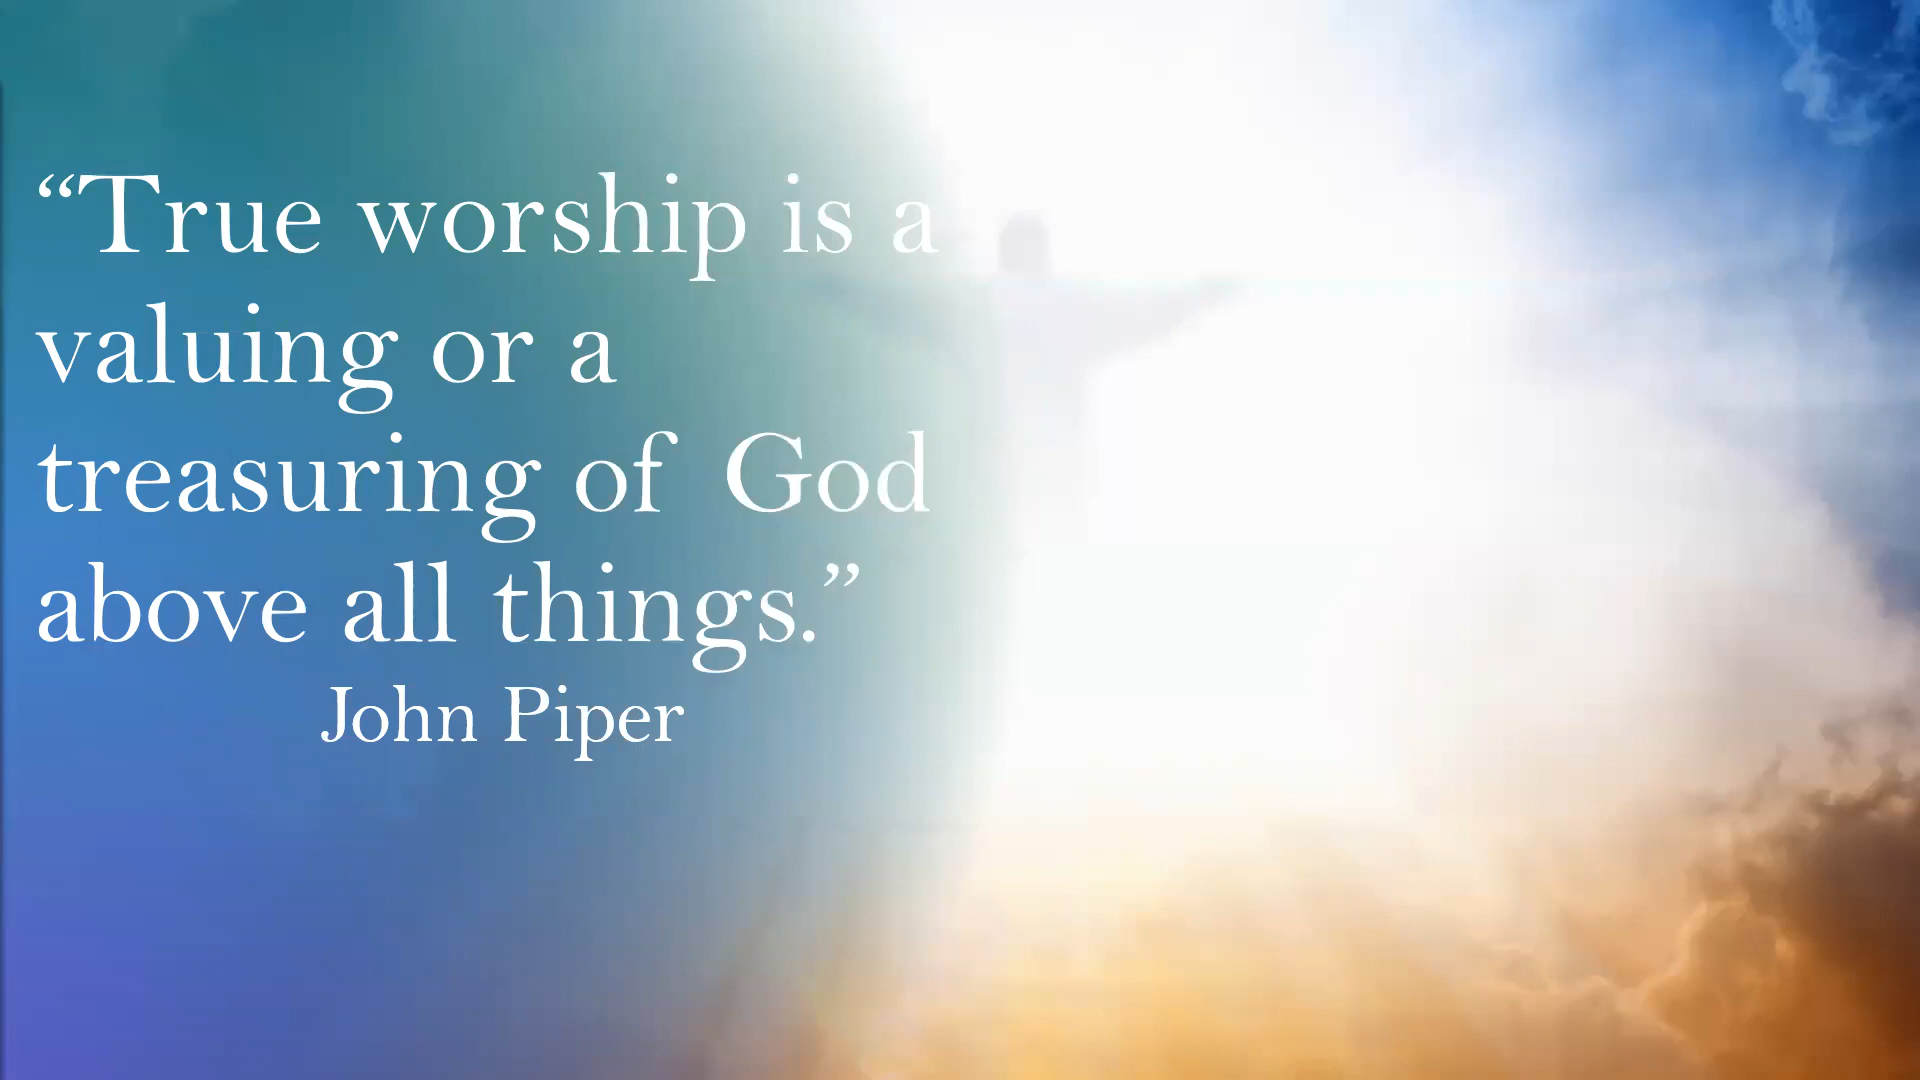 “True worship is a
valuing or a
treasuring of God
above all things.”
John Piper